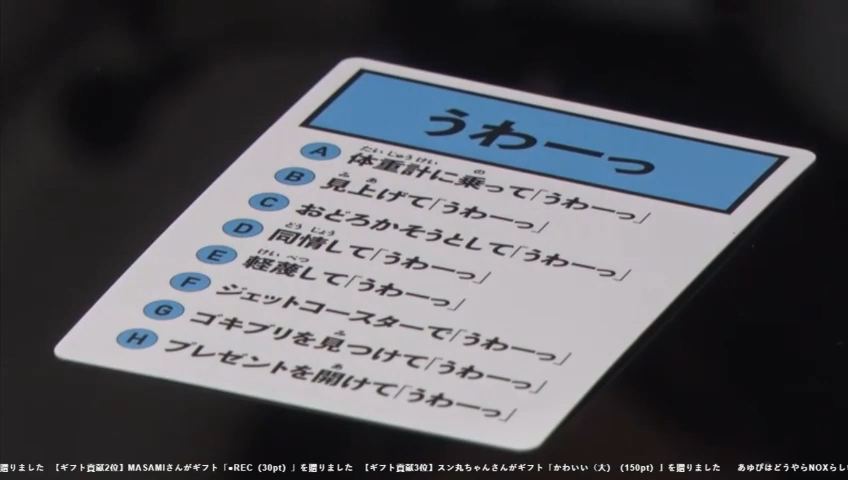 うわーっ
A 体重計に乗って「うわーっ」
B 見上げて「うわーっ」
C おどろかそうとして「うわーっ」
D 同情して「うわーっ」
E 軽蔑して「うわーっ」
F ジェットコースターで「うわーっ」
G ゴキブリを見つけて「うわーっ」
H プレゼントを開けて「うわーっ」
贈りました 【ギフト貢献2位】MASAMIさんがギフト「●REC（30pt）」を贈りました 【ギフト貢献3位】スン丸ちゃんさんがギフト「かわいい（大）（150pt）」を贈りました あゆぴはどうやらNOXらしい